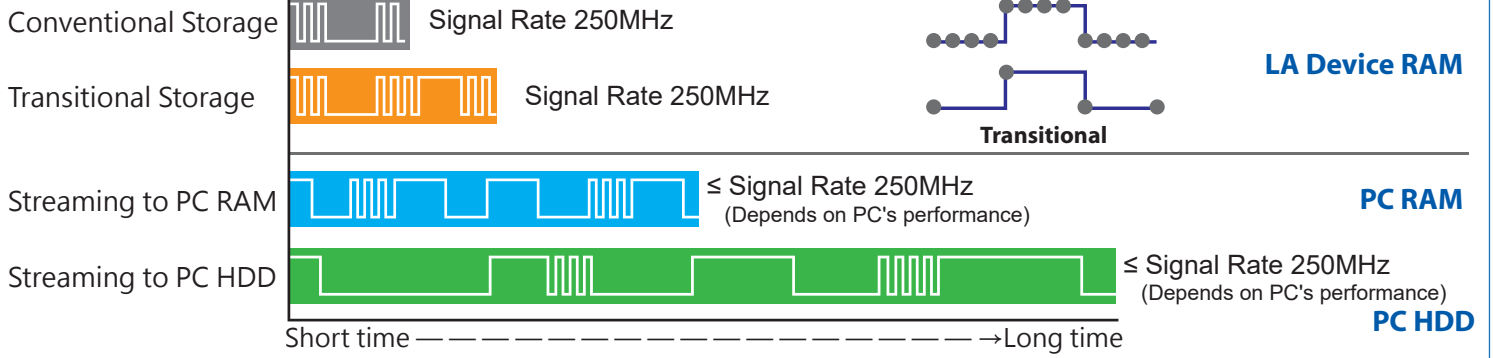 Conventional Storage
Signal Rate 250MHz
LA Device RAM
Transitional Storage
Signal Rate 250MHz
Transitional
Streaming to PC RAM
≤ Signal Rate 250MHz
(Depends on PC's performance)
PC RAM
Streaming to PC HDD
≤ Signal Rate 250MHz
(Depends on PC's performance)
PC HDD
Short time — — — — — — — — — — — — — — — — — →Long time